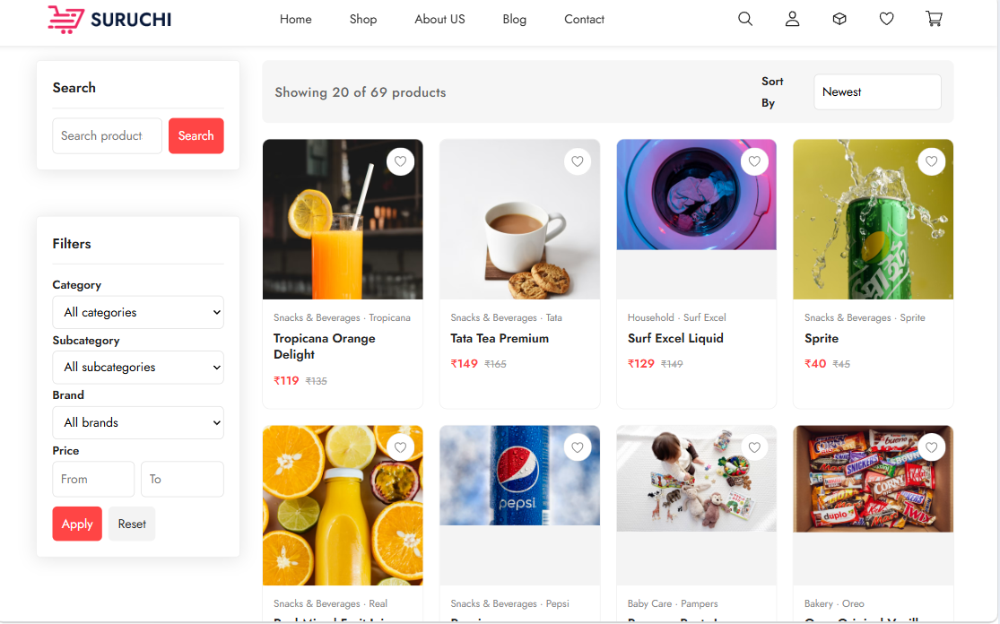 SURUCHI
Home
Shop
About US
Blog
Contact
Search
Search product
Search
Filters
Category
All categories
Subcategory
All subcategories
Brand
All brands
Price
From
To
Apply
Reset
Showing 20 of 69 products
Sort
By
Newest
Snacks & Beverages · Tropicana
Tropicana Orange
Delight
₹119 ₹135
Snacks & Beverages · Tata
Tata Tea Premium
₹149 ₹165
Household · Surf Excel
Surf Excel Liquid
₹129 ₹149
Snacks & Beverages · Sprite
Sprite
₹40 ₹45
pepsi
SNICKERS
CORNY
duplo
TWIX
Snacks & Beverages · Real
Snacks & Beverages · Pepsi
Baby Care · Pampers
Bakery · Oreo